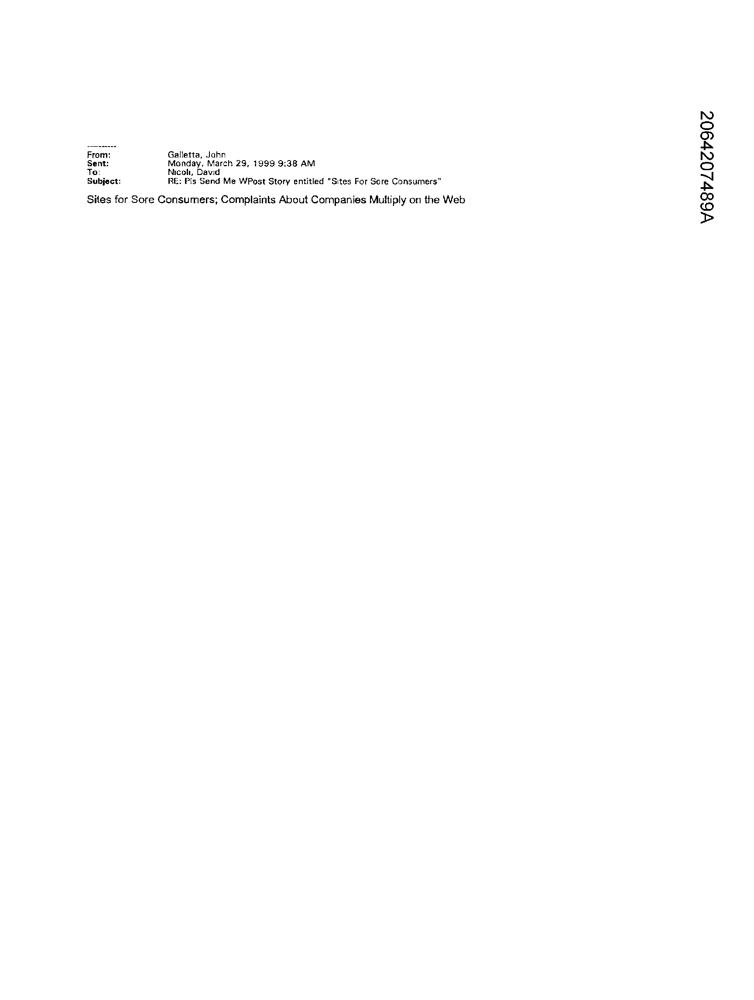 ----------
From: Galletta, John
Sent: Monday, March 29, 1999 9:38 AM
To: Nicoli, David
Subject: RE: Pls Send Me WPost Story entitled "Sites For Sore Consumers"
Sites for Sore Consumers; Complaints About Companies Multiply on the Web
2064207489A